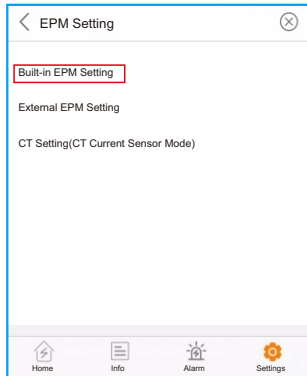 EPM Setting
Built-in EPM Setting
External EPM Setting
CT Setting(CT Current Sensor Mode)
Home Info Alarm Settings